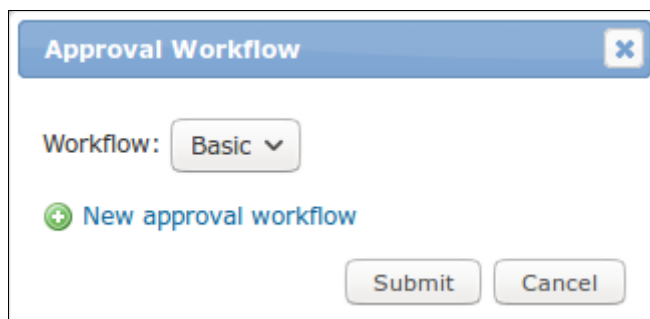 Approval Workflow
Workflow: Basic
New approval workflow
Submit Cancel